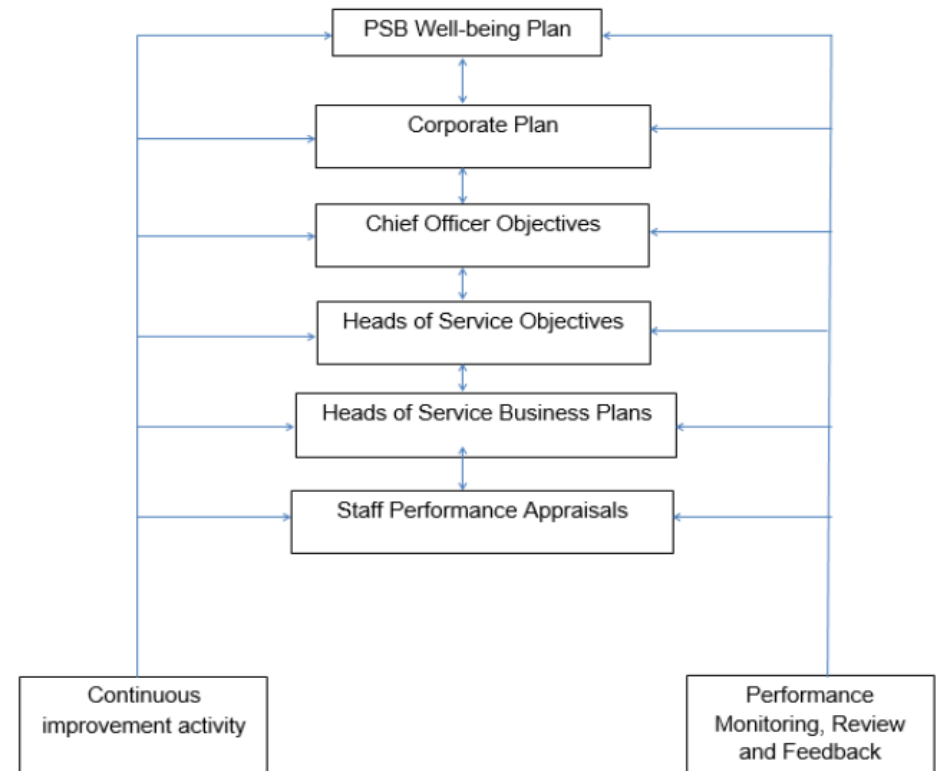 PSB Well-being Plan
Corporate Plan
Chief Officer Objectives
Heads of Service Objectives
Heads of Service Business Plans
Staff Performance Appraisals
Continuous
improvement activity
Performance
Monitoring, Review
and Feedback